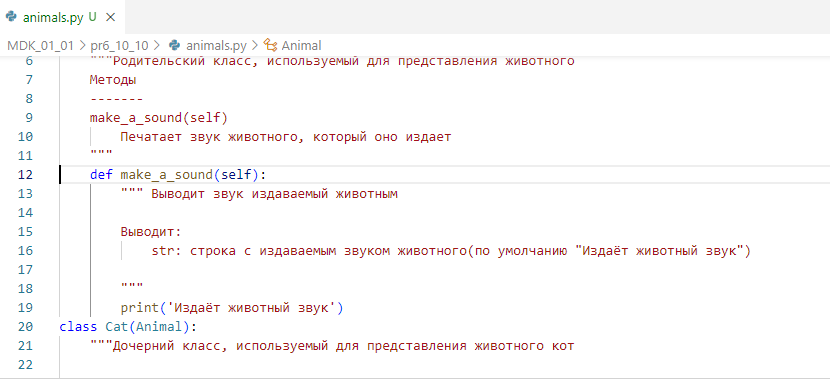 animals.py U ×
MDK_01_01 > pr6_10_10 > animals.py > Animal
6 """Родительский класс, используемый для представления животного
7 Методы
8 -------
9 make_a_sound(self)
10 Печатает звук животного, который оно издает
11 """
12 def make_a_sound(self):
13 """ Выводит звук издаваемый животным
14
15 Выводит:
16 str: строка с издаваемым звуком животного(по умолчанию "Издаёт животный звук")
17
18 """
19 print('Издаёт животный звук')
20 class Cat(Animal):
21 """Дочерний класс, используемый для представления животного кот
22